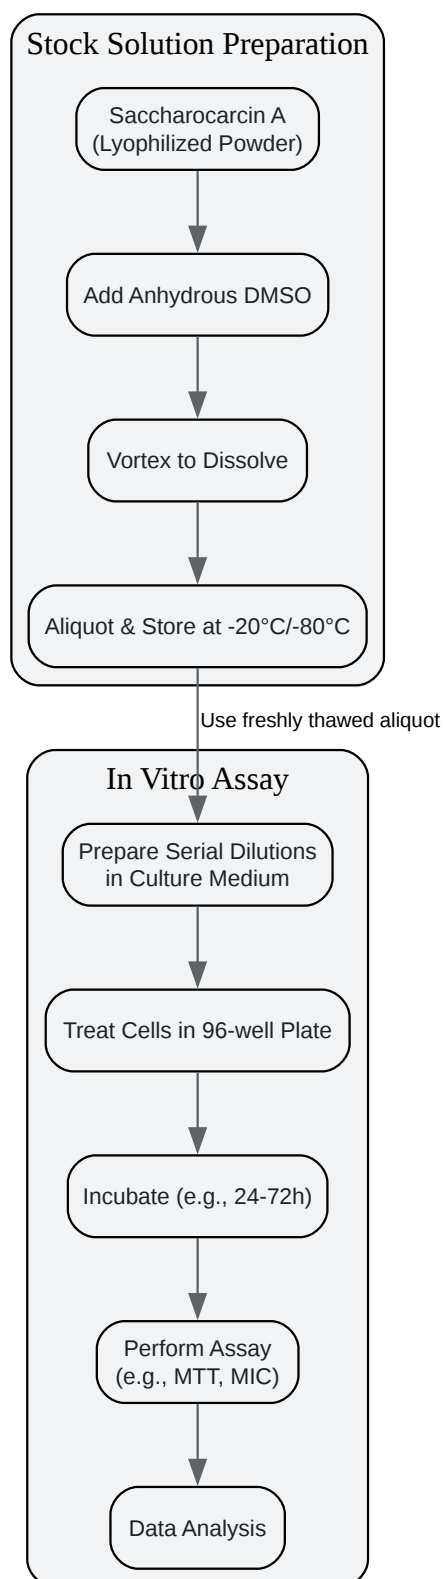 Stock Solution Preparation
Saccharocarcin A
(Lyophilized Powder)
Add Anhydrous DMSO
Vortex to Dissolve
Aliquot & Store at -20°C/-80°C
Use freshly thawed aliquot
In Vitro Assay
Prepare Serial Dilutions
in Culture Medium
Treat Cells in 96-well Plate
Incubate (e.g., 24-72h)
Perform Assay
(e.g., MTT, MIC)
Data Analysis